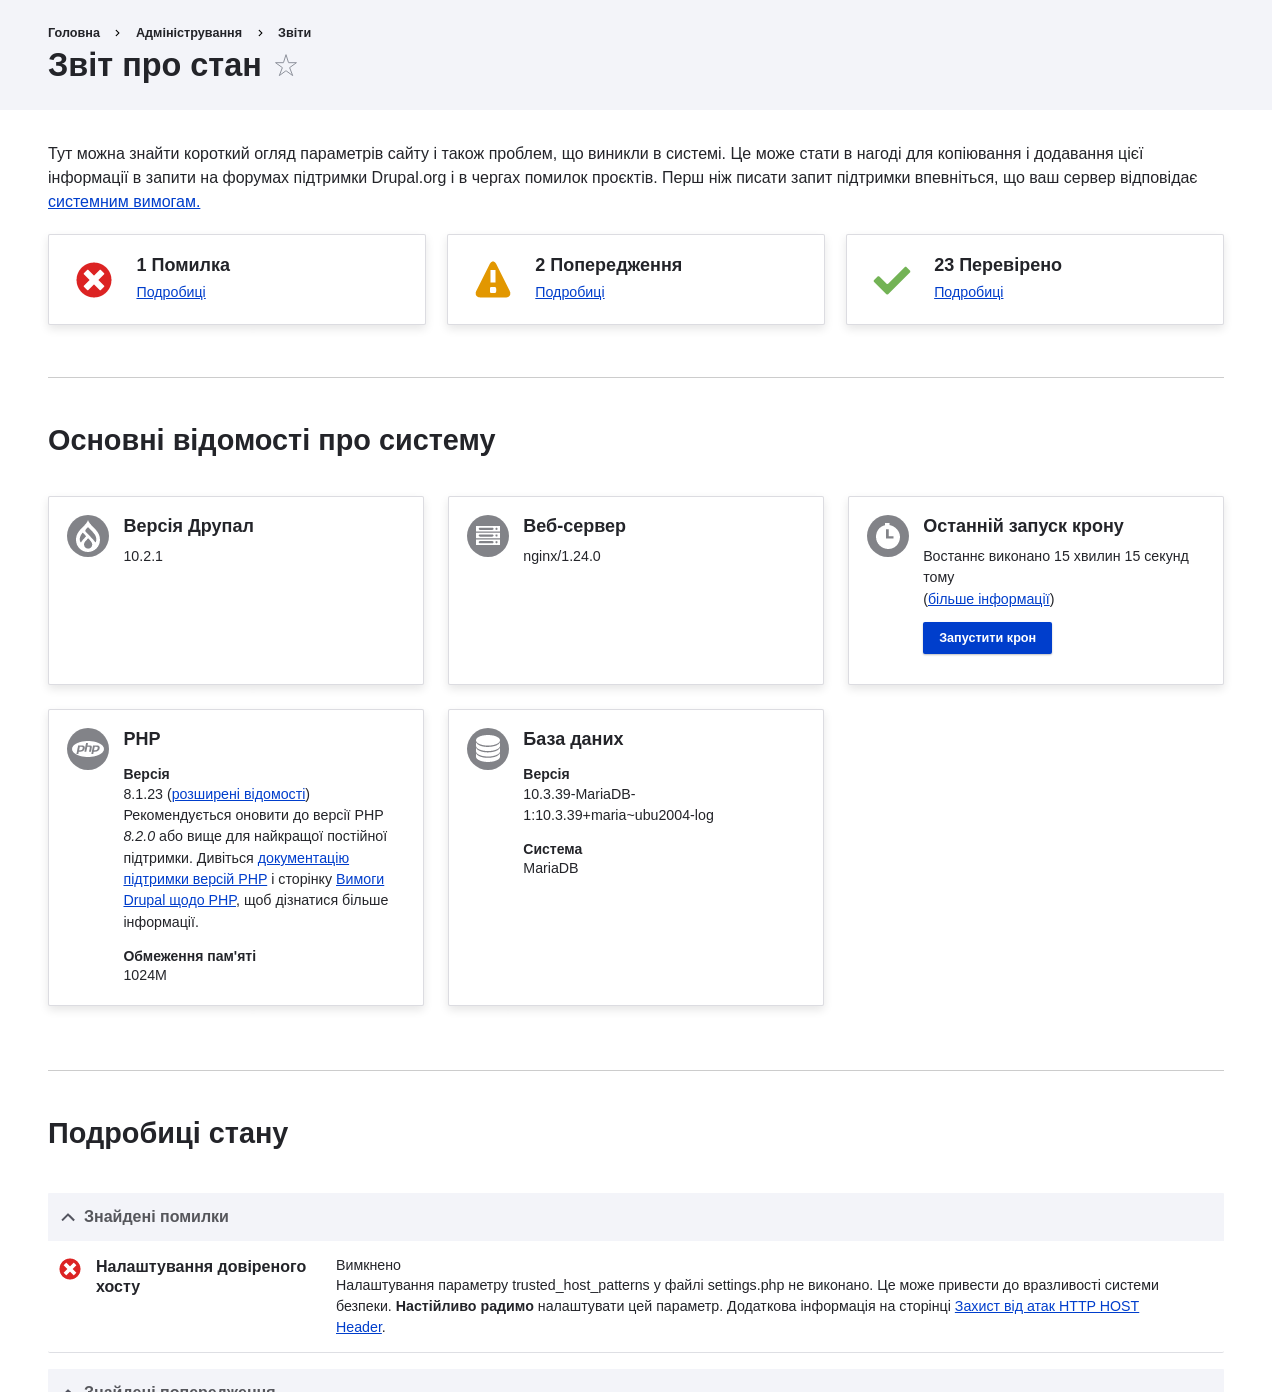 Головна › Адміністрування › Звіти
Звіт про стан
Тут можна знайти короткий огляд параметрів сайту і також проблем, що виникли в системі. Це може стати в нагоді для копіювання і додавання цієї
інформації в запити на форумах підтримки Drupal.org і в чергах помилок проєктів. Перш ніж писати запит підтримки впевніться, що ваш сервер відповідає
системним вимогам.
1 Помилка
Подробиці
2 Попередження
Подробиці
23 Перевірено
Подробиці
Основні відомості про систему
Версія Друпал
10.2.1
Веб-сервер
nginx/1.24.0
Останній запуск крону
Востаннє виконано 15 хвилин 15 секунд
тому
(більше інформації)
Запустити крон
php
PHP
Версія
8.1.23 (розширені відомості)
Рекомендується оновити до версії PHP
8.2.0 або вище для найкращої постійної
підтримки. Дивіться документацію
підтримки версій PHP і сторінку Вимоги
Drupal щодо PHP, щоб дізнатися більше
інформації.
Обмеження пам'яті
1024M
База даних
Версія
10.3.39-MariaDB-
1:10.3.39+maria~ubu2004-log
Система
MariaDB
Подробиці стану
Знайдені помилки
Налаштування довіреного
хосту
Вимкнено
Налаштування параметру trusted_host_patterns у файлі settings.php не виконано. Це може привести до вразливості системи
безпеки. Настійливо радимо налаштувати цей параметр. Додаткова інформація на сторінці Захист від атак HTTP HOST
Header.
Знайдені попередження